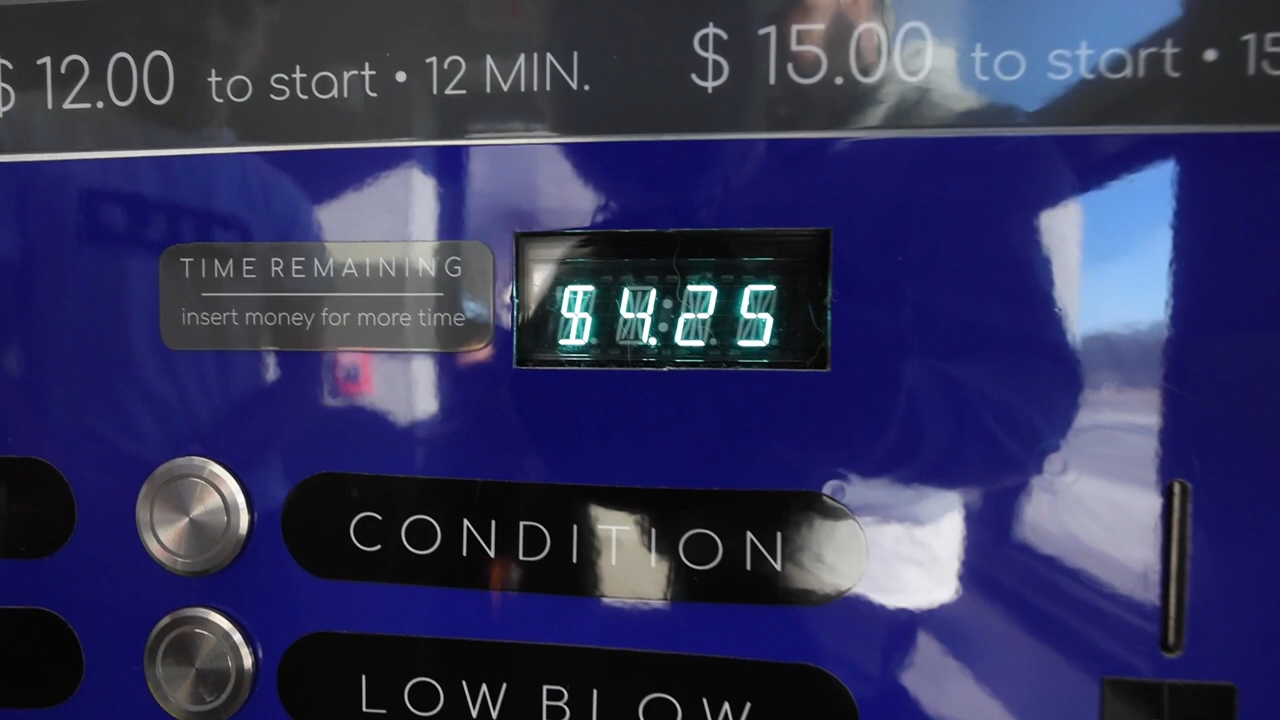 $ 12.00 to start • 12 MIN. $ 15.00 to start • 15
TIME REMAINING
insert money for more time
$4.25
CONDITION
LOW BLOW